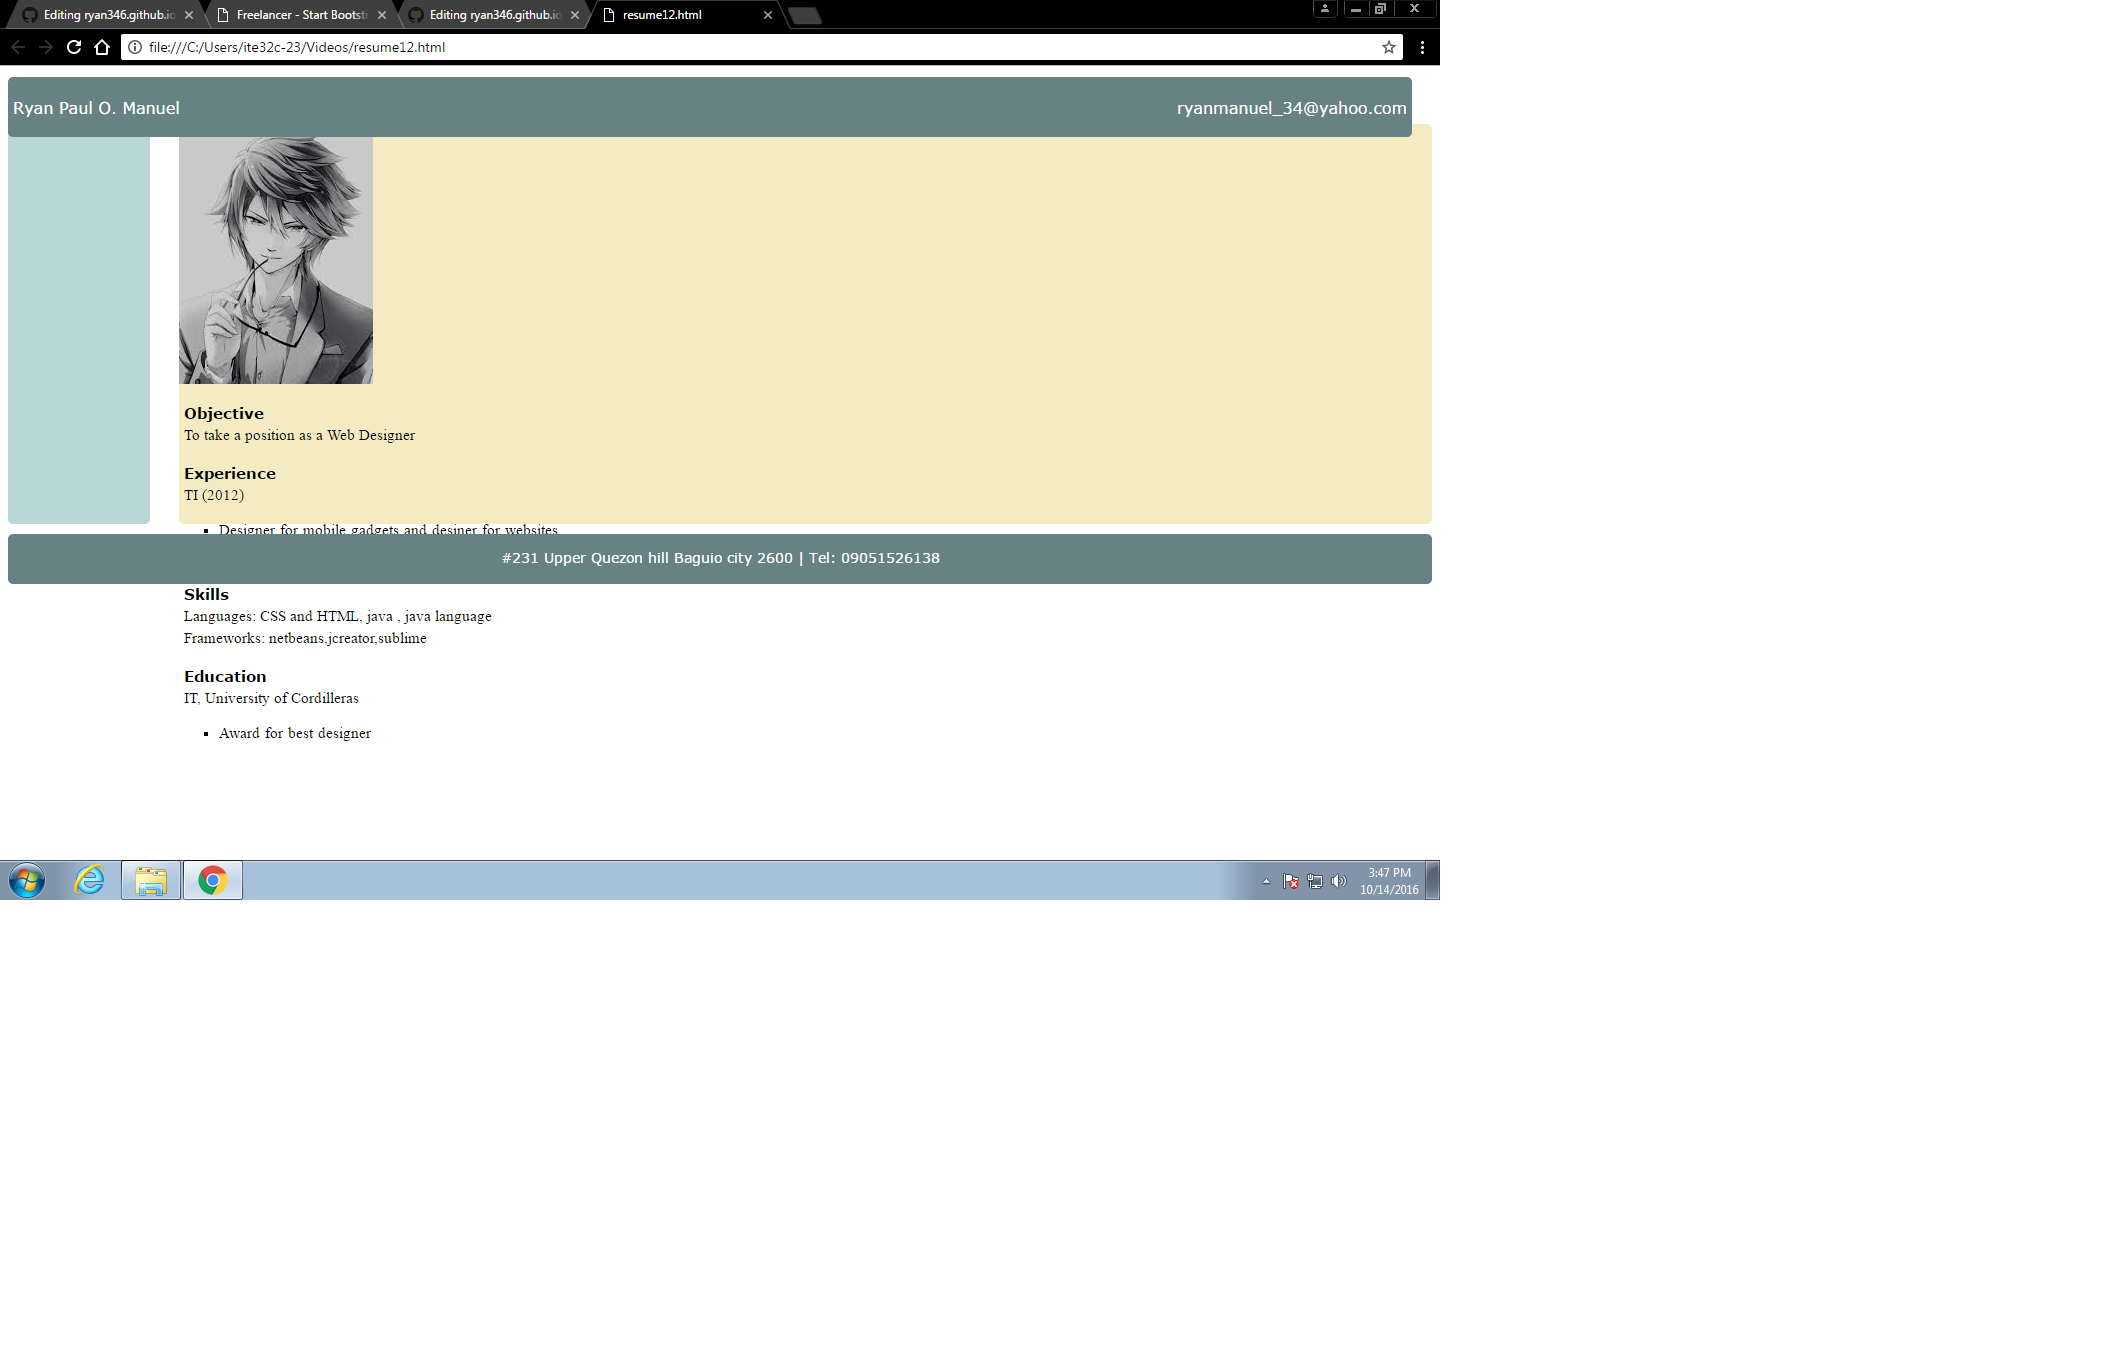 Editing ryan346.github.io
Freelancer - Start Bootstr
Editing ryan346.github.io
resume12.html
file:///C:/Users/ite32c-23/Videos/resume12.html
Ryan Paul O. Manuel
ryanmanuel_34@yahoo.com
Objective
To take a position as a Web Designer
Experience
TI (2012)
Designer for mobile gadgets and desiner for websites
#231 Upper Quezon hill Baguio city 2600 | Tel: 09051526138
Skills
Languages: CSS and HTML, java , java language
Frameworks: netbeans,jcreator,sublime
Education
IT, University of Cordilleras
Award for best designer
3:47 PM
10/14/2016